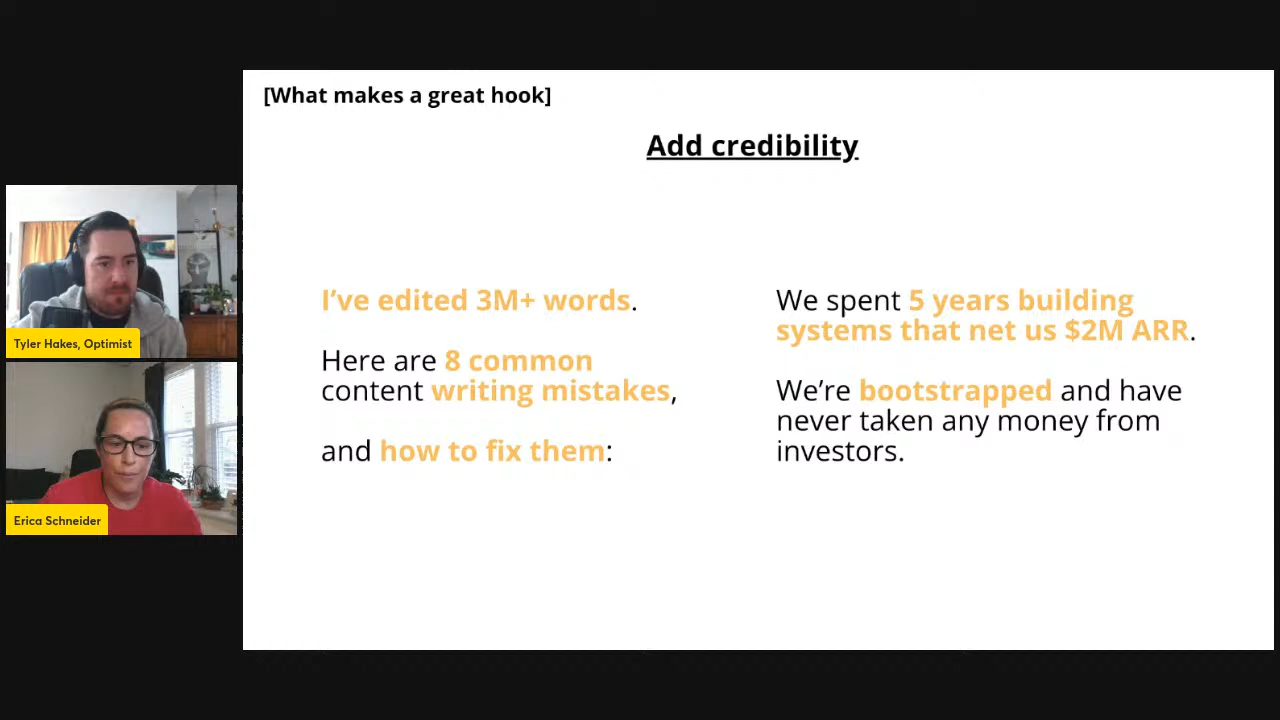 [What makes a great hook]
Add credibility
I’ve edited 3M+ words.
Here are 8 common
content writing mistakes,
and how to fix them:
We spent 5 years building
systems that net us $2M ARR.
We’re bootstrapped and have
never taken any money from
investors.
Tyler Hakes, Optimist
Erica Schneider